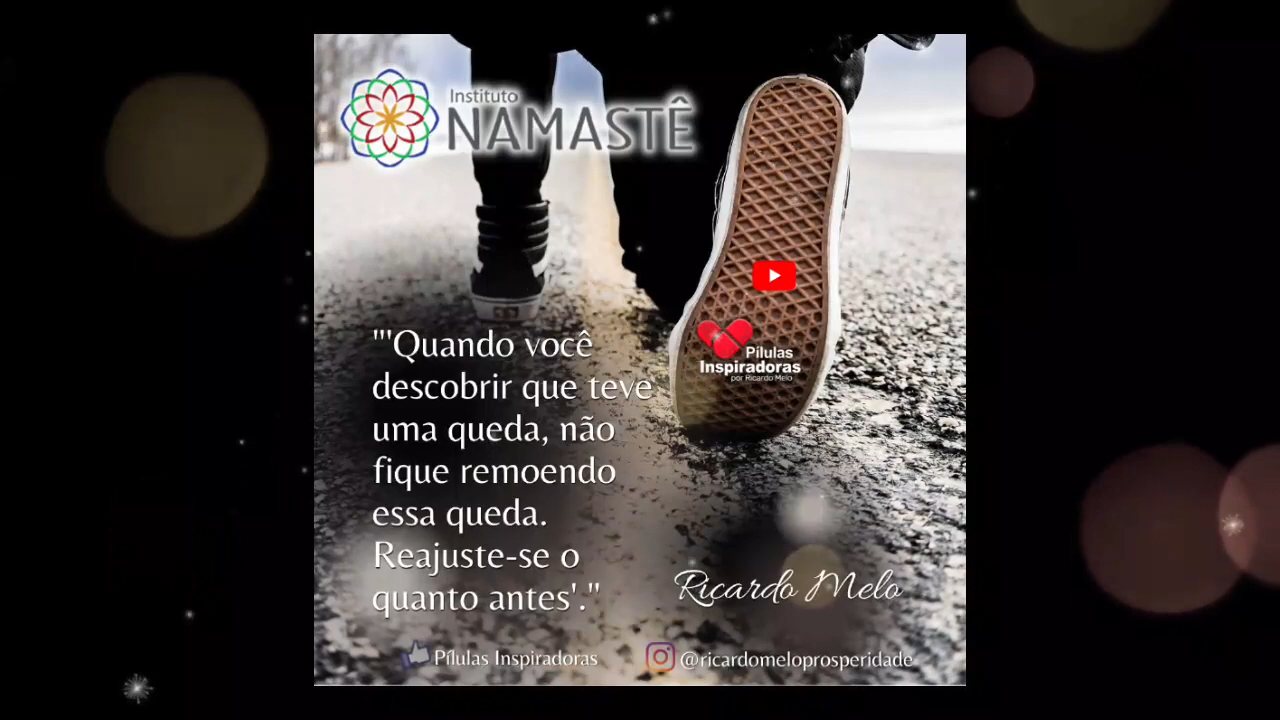 Instituto
NAMASTÊ
Pílulas
Inspiradoras
por Ricardo Melo
"'Quando você
descobrir que teve
uma queda, não
fique remoendo
essa queda.
Reajuste-se o
quanto antes'."
Ricardo Melo
Pílulas Inspiradoras
@ricardomeloprosperidade